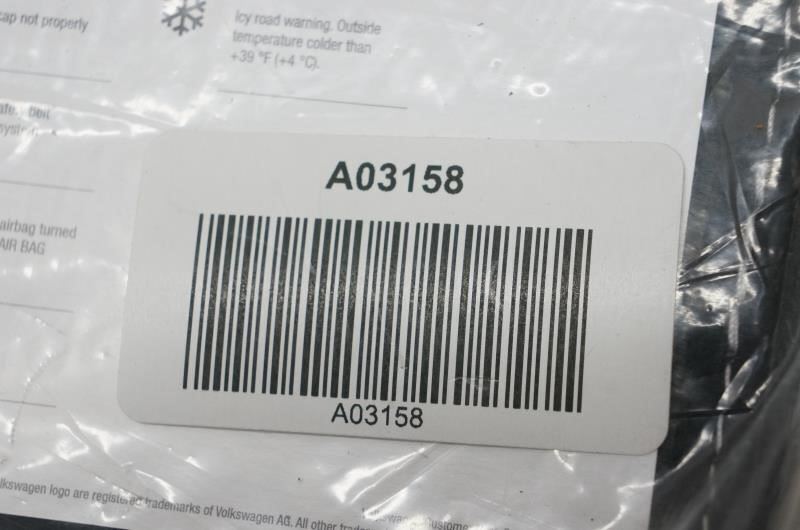 cap not properly
Icy road warning. Outside
temperature colder than
+39 °F (+4 °C).
belt
airbag turned
AIR BAG
A03158
A03158
logo are registered trademarks of Volkswagen AG. All other